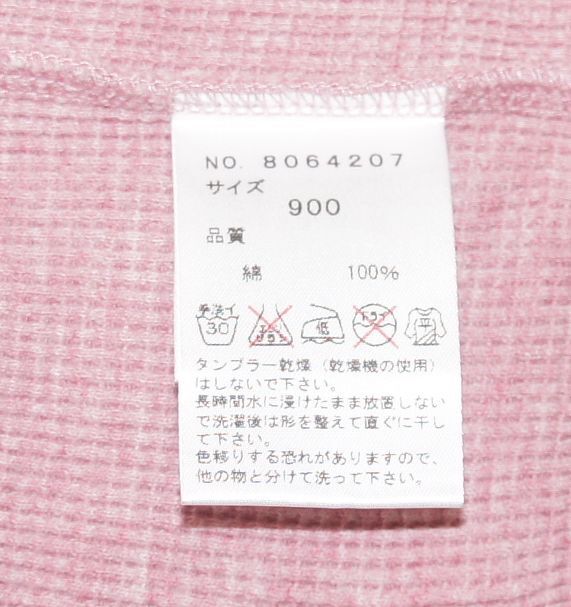 NO. 8064207
サイズ
900
品質
綿 100%
手洗イ
30
エンソ
サラシ
低
ドライ
平
タンブラー乾燥（乾燥機の使用）
はしないで下さい。
長時間水に浸けたまま放置しない
で洗濯後は形を整えて直ぐに干し
て下さい。
色移りする恐れがありますので、
他の物と分けて洗って下さい。